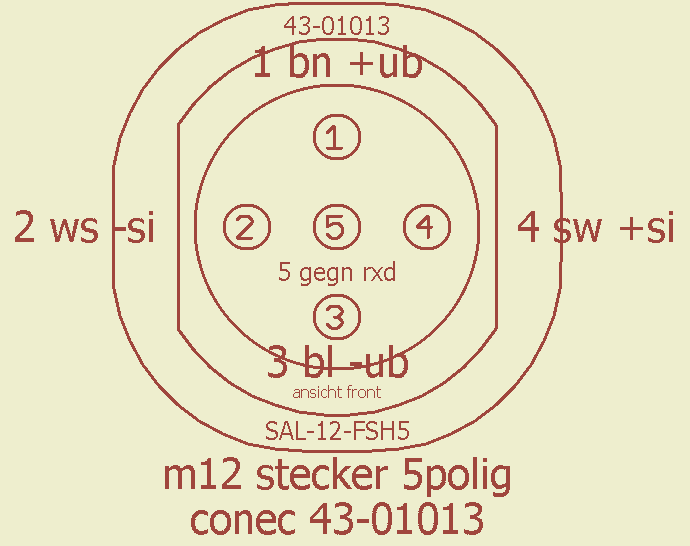 43-01013
1 bn +ub
1
2 ws -si
2
5
4
4 sw +si
5 gegn rxd
3
3 bl -ub
ansicht front
SAL-12-FSH5
m12 stecker 5polig
conec 43-01013